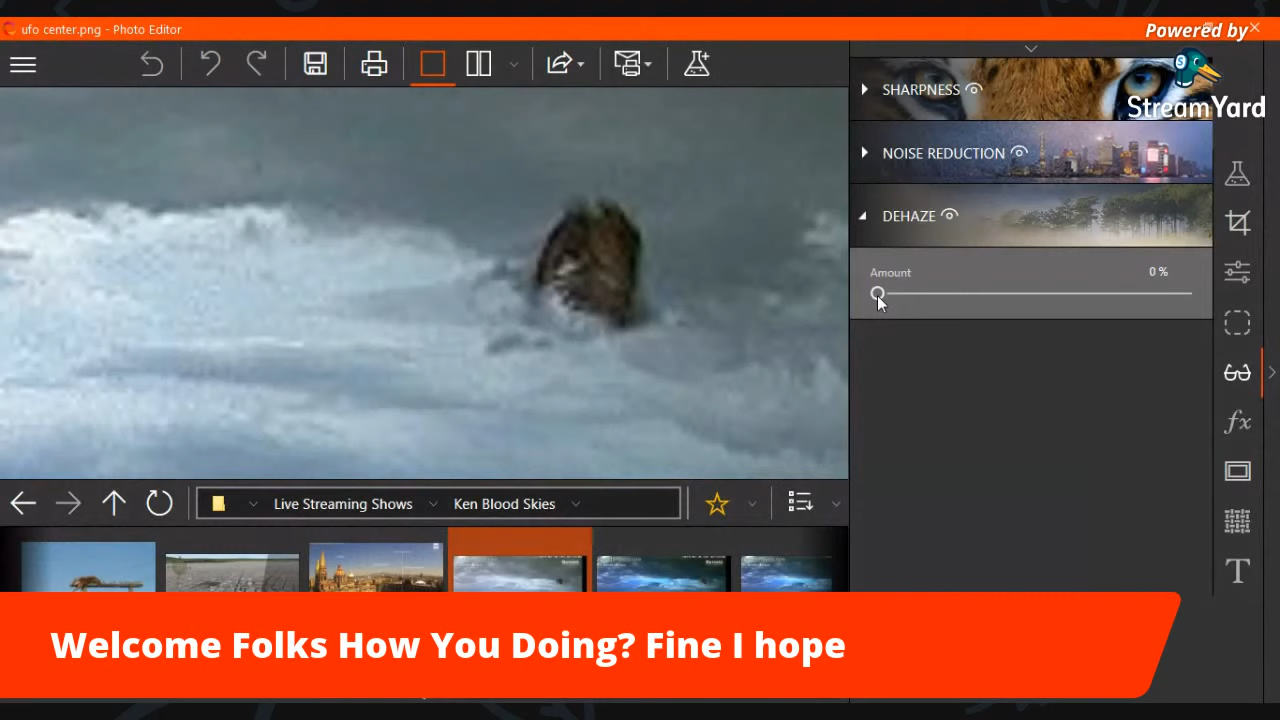 ufo center.png - Photo Editor
Powered by
StreamYard
SHARPNESS
NOISE REDUCTION
DEHAZE
Amount 0 %
fx
T
Live Streaming Shows Ken Blood Skies
Welcome Folks How You Doing? Fine I hope